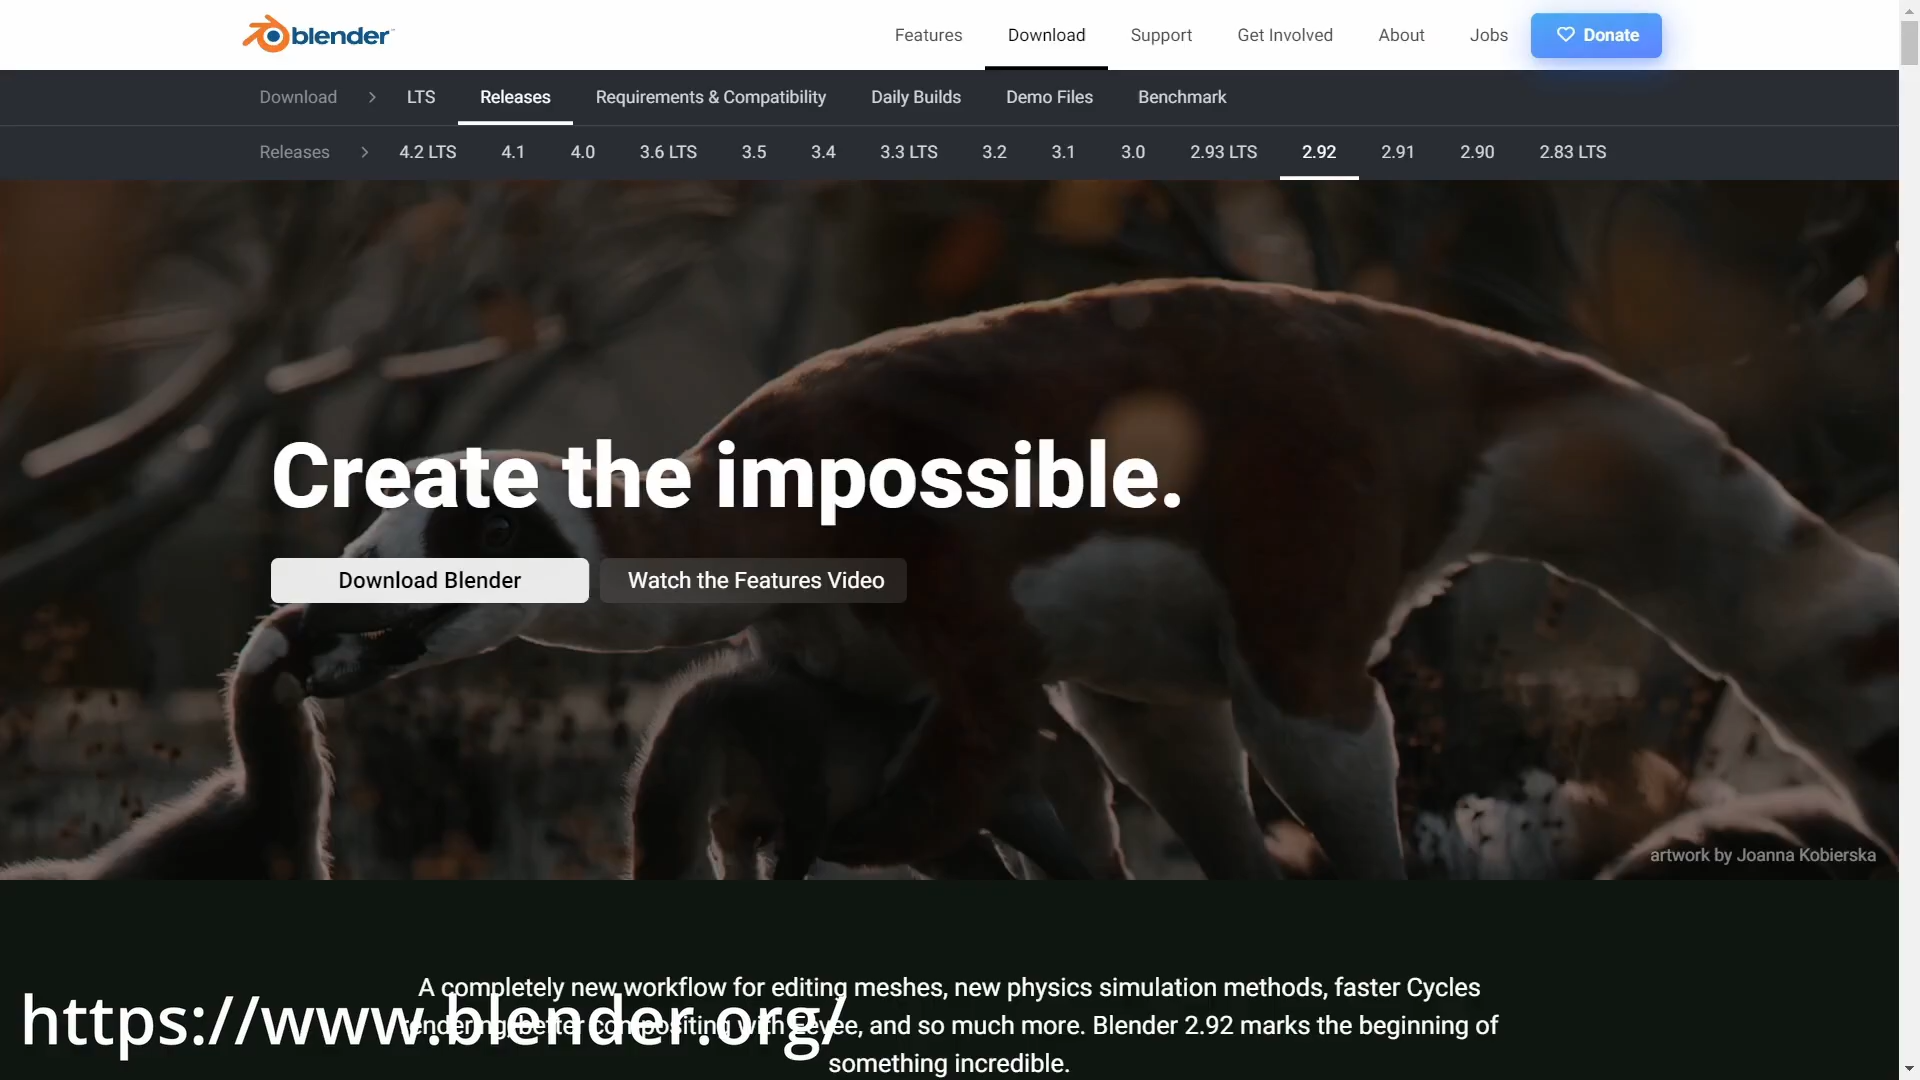 blender
Features Download Support Get Involved About Jobs Donate
Download > LTS Releases Requirements & Compatibility Daily Builds Demo Files Benchmark
Releases > 4.2 LTS 4.1 4.0 3.6 LTS 3.5 3.4 3.3 LTS 3.2 3.1 3.0 2.93 LTS 2.92 2.91 2.90 2.83 LTS
Create the impossible.
Download Blender Watch the Features Video
artwork by Joanna Kobierska
A completely new workflow for editing meshes, new physics simulation methods, faster Cycles
rendering, better compositing with Eevee, and so much more. Blender 2.92 marks the beginning of
something incredible.
https://www.blender.org/